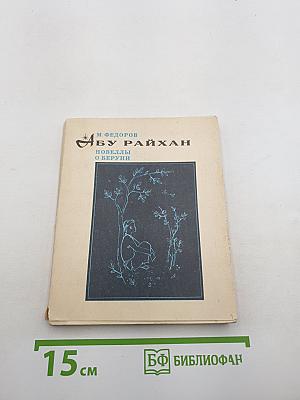 М. ФЕДОРОВ
АБУ РАЙХАН
НОВЕЛЛЫ
О БЕРУНИ
15 см
БФ БИБЛИОФАН